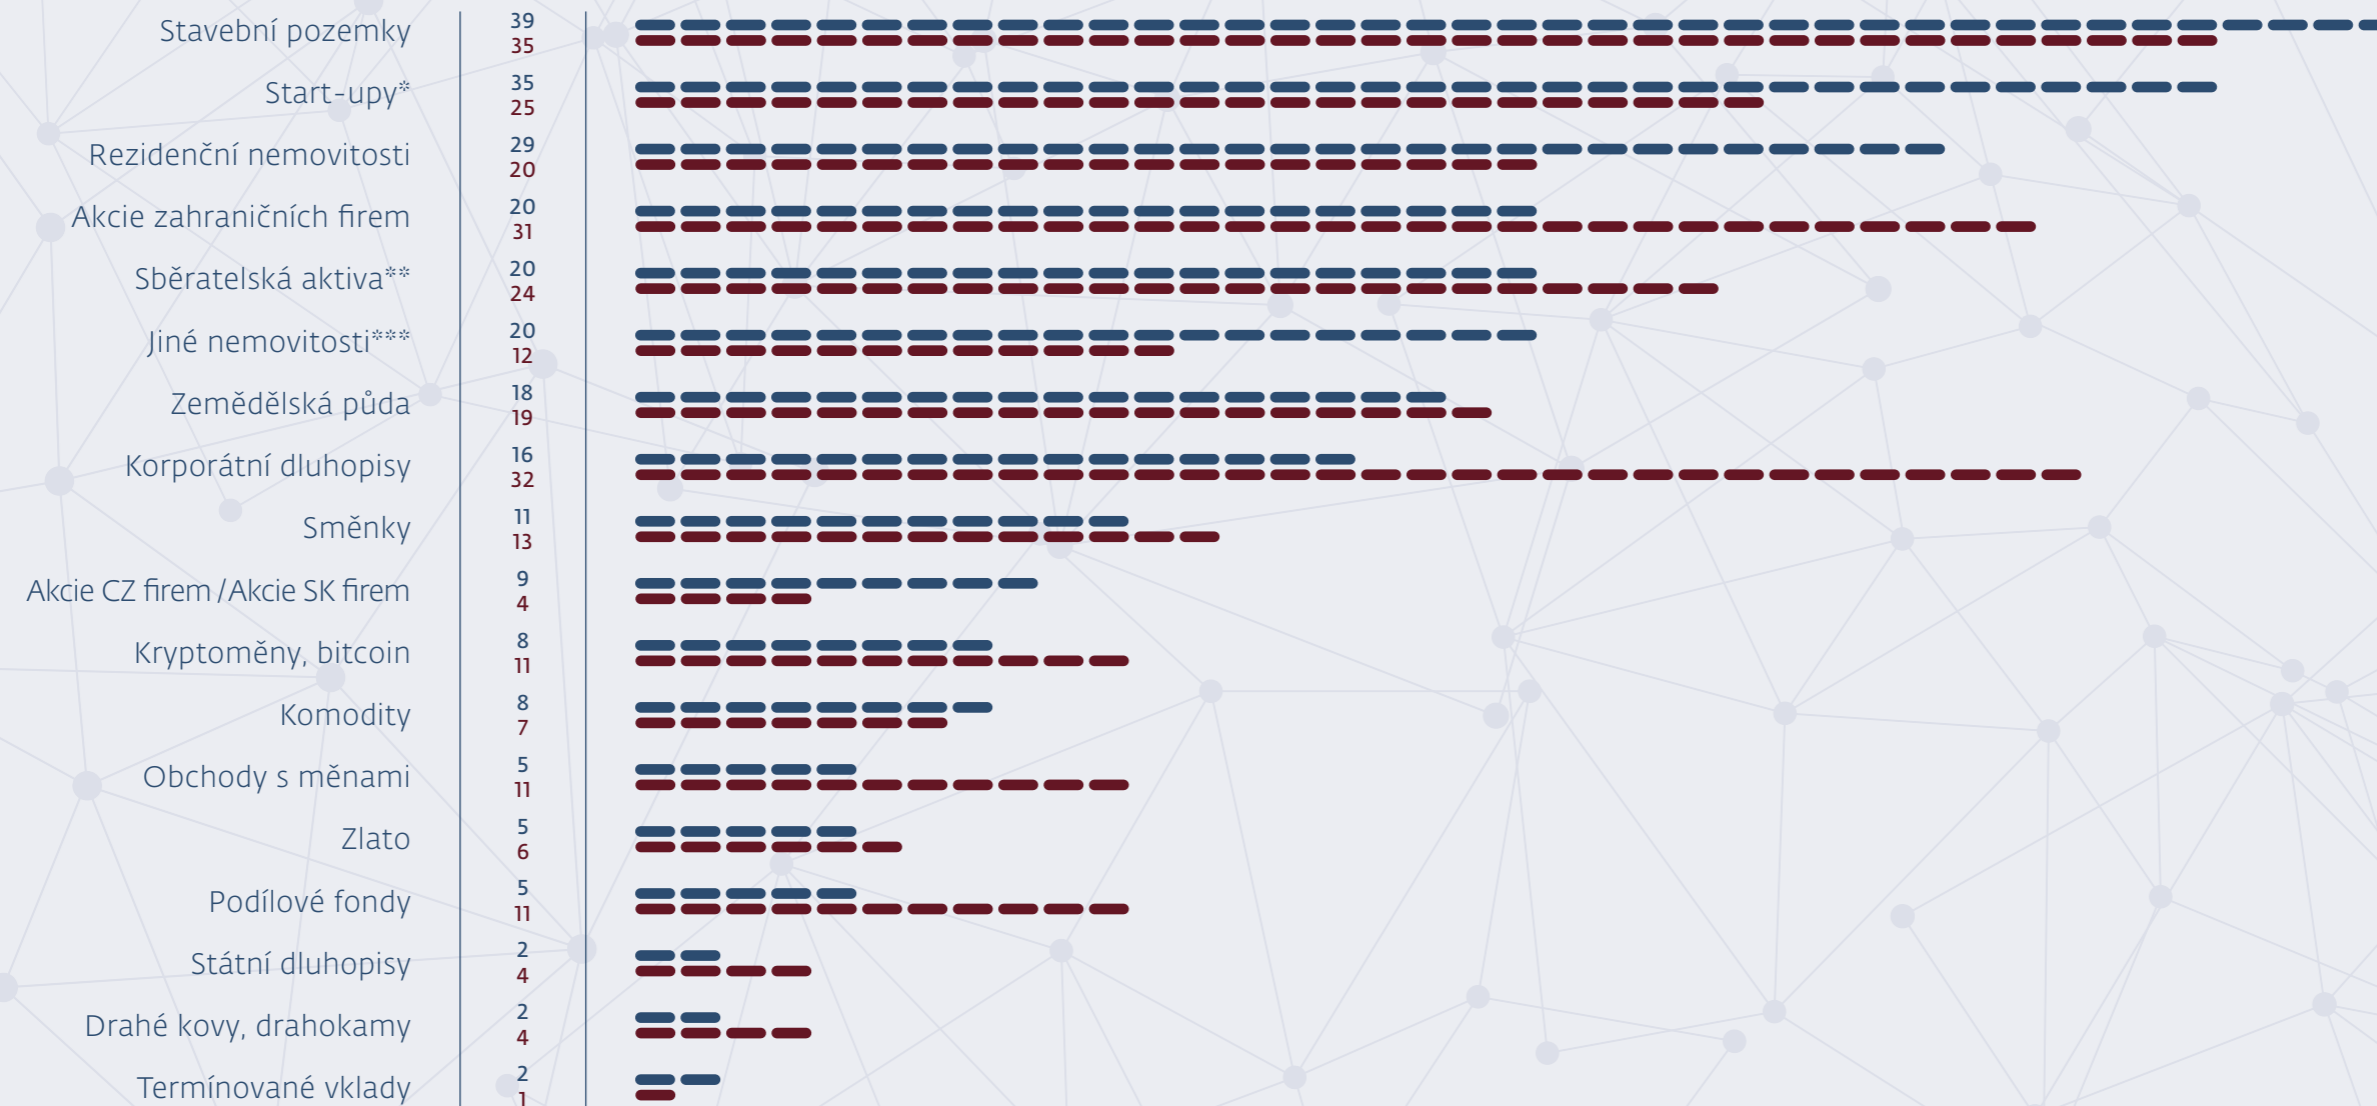 Stavební pozemky
39
35
Start-upy*
35
25
Rezidenční nemovitosti
29
20
Akcie zahraničních firem
20
31
Sběratelská aktiva**
20
24
Jiné nemovitosti***
20
12
Zemědělská půda
18
19
Korporátní dluhopisy
16
32
Směnky
11
13
Akcie CZ firem / Akcie SK firem
9
4
Kryptoměny, bitcoin
8
11
Komodity
8
7
Obchody s měnami
5
11
Zlato
5
6
Podílové fondy
5
11
Státní dluhopisy
2
4
Drahé kovy, drahokamy
2
4
Termínované vklady
2
1